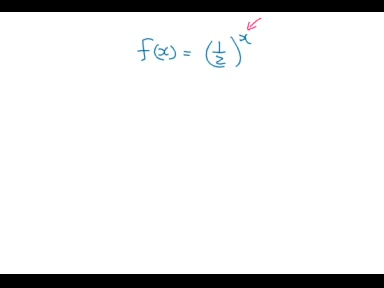 f(x) = (1/2)^x